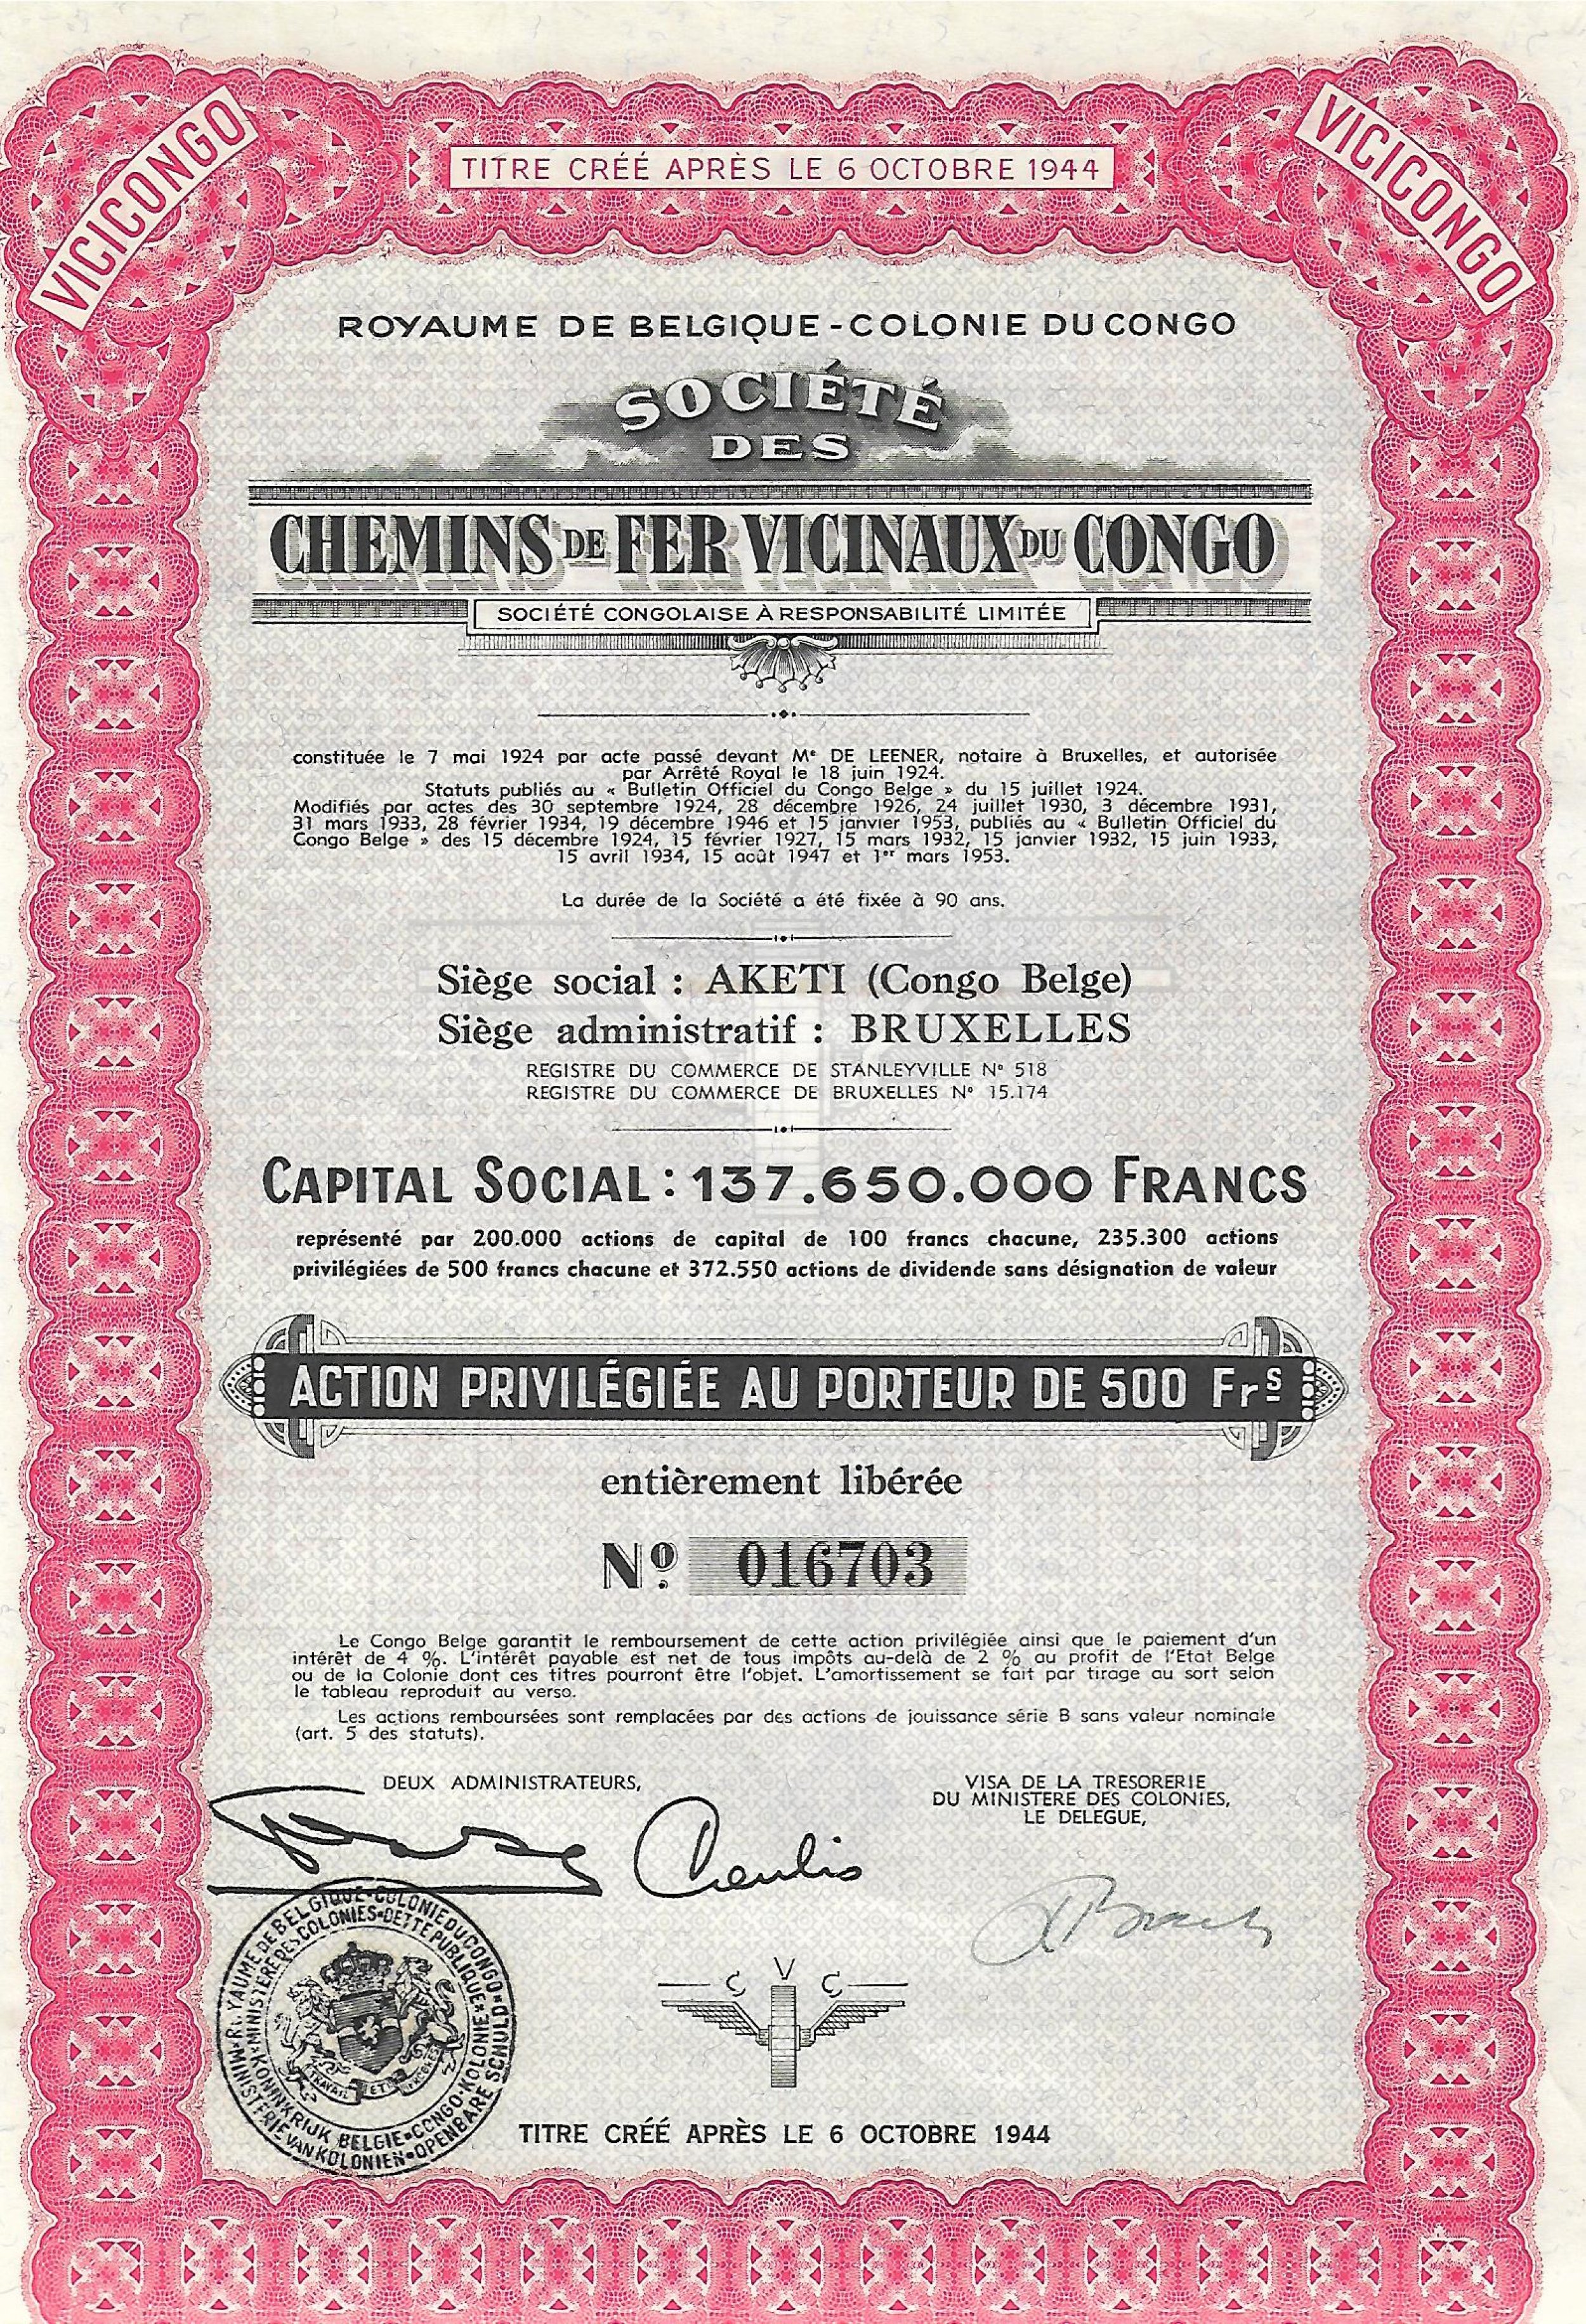 VICICONGO
TITRE CRÉÉ APRÈS LE 6 OCTOBRE 1944
VICICONGO
ROYAUME DE BELGIQUE - COLONIE DU CONGO
SOCIÉTÉ
DES
CHEMINS DE FER VICINAUX DU CONGO
SOCIÉTÉ CONGOLAISE À RESPONSABILITÉ LIMITÉE
constituée le 7 mai 1924 par acte passé devant Me DE LEENER, notaire à Bruxelles, et autorisée
par Arrêté Royal le 18 juin 1924.
Statuts publiés au « Bulletin Officiel du Congo Belge » du 15 juillet 1924.
Modifiés par actes des 30 septembre 1924, 28 décembre 1926, 24 juillet 1930, 3 décembre 1931,
31 mars 1933, 28 février 1934, 19 décembre 1946 et 15 janvier 1953, publiés au « Bulletin Officiel du
Congo Belge » des 15 décembre 1924, 15 février 1927, 15 mars 1932, 15 janvier 1932, 15 juin 1933,
15 avril 1934, 15 août 1947 et 1er mars 1953.
La durée de la Société a été fixée à 90 ans.
Siège social : AKETI (Congo Belge)
Siège administratif : BRUXELLES
REGISTRE DU COMMERCE DE STANLEYVILLE N° 518
REGISTRE DU COMMERCE DE BRUXELLES N° 15.174
CAPITAL SOCIAL : 137.650.000 FRANCS
représenté par 200.000 actions de capital de 100 francs chacune, 235.300 actions
privilégiées de 500 francs chacune et 372.550 actions de dividende sans désignation de valeur
ACTION PRIVILÉGIÉE AU PORTEUR DE 500 Frs
entièrement libérée
No. 016703
Le Congo Belge garantit le remboursement de cette action privilégiée ainsi que le paiement d'un
intérêt de 4 %. L'intérêt payable est net de tous impôts au-delà de 2 % au profit de l'Etat Belge
ou de la Colonie dont ces titres pourront être l'objet. L'amortissement se fait par tirage au sort selon
le tableau reproduit au verso.
Les actions remboursées sont remplacées par des actions de jouissance série B sans valeur nominale
(art. 5 des statuts).
DEUX ADMINISTRATEURS,
VISA DE LA TRESORERIE
DU MINISTERE DES COLONIES,
LE DELEGUE,
ROYAUME DE BELGIQUE-COLONIE DU CONGO
MINISTERE DES COLONIES-DETTE PUBLIQUE
KONINKRIJK BELGIE-CONGO-KOLONIE
MINISTERIE VAN KOLONIEN-OPENBARE SCHULD
TRAVAIL ET PROGRES
C V C
TITRE CRÉÉ APRÈS LE 6 OCTOBRE 1944